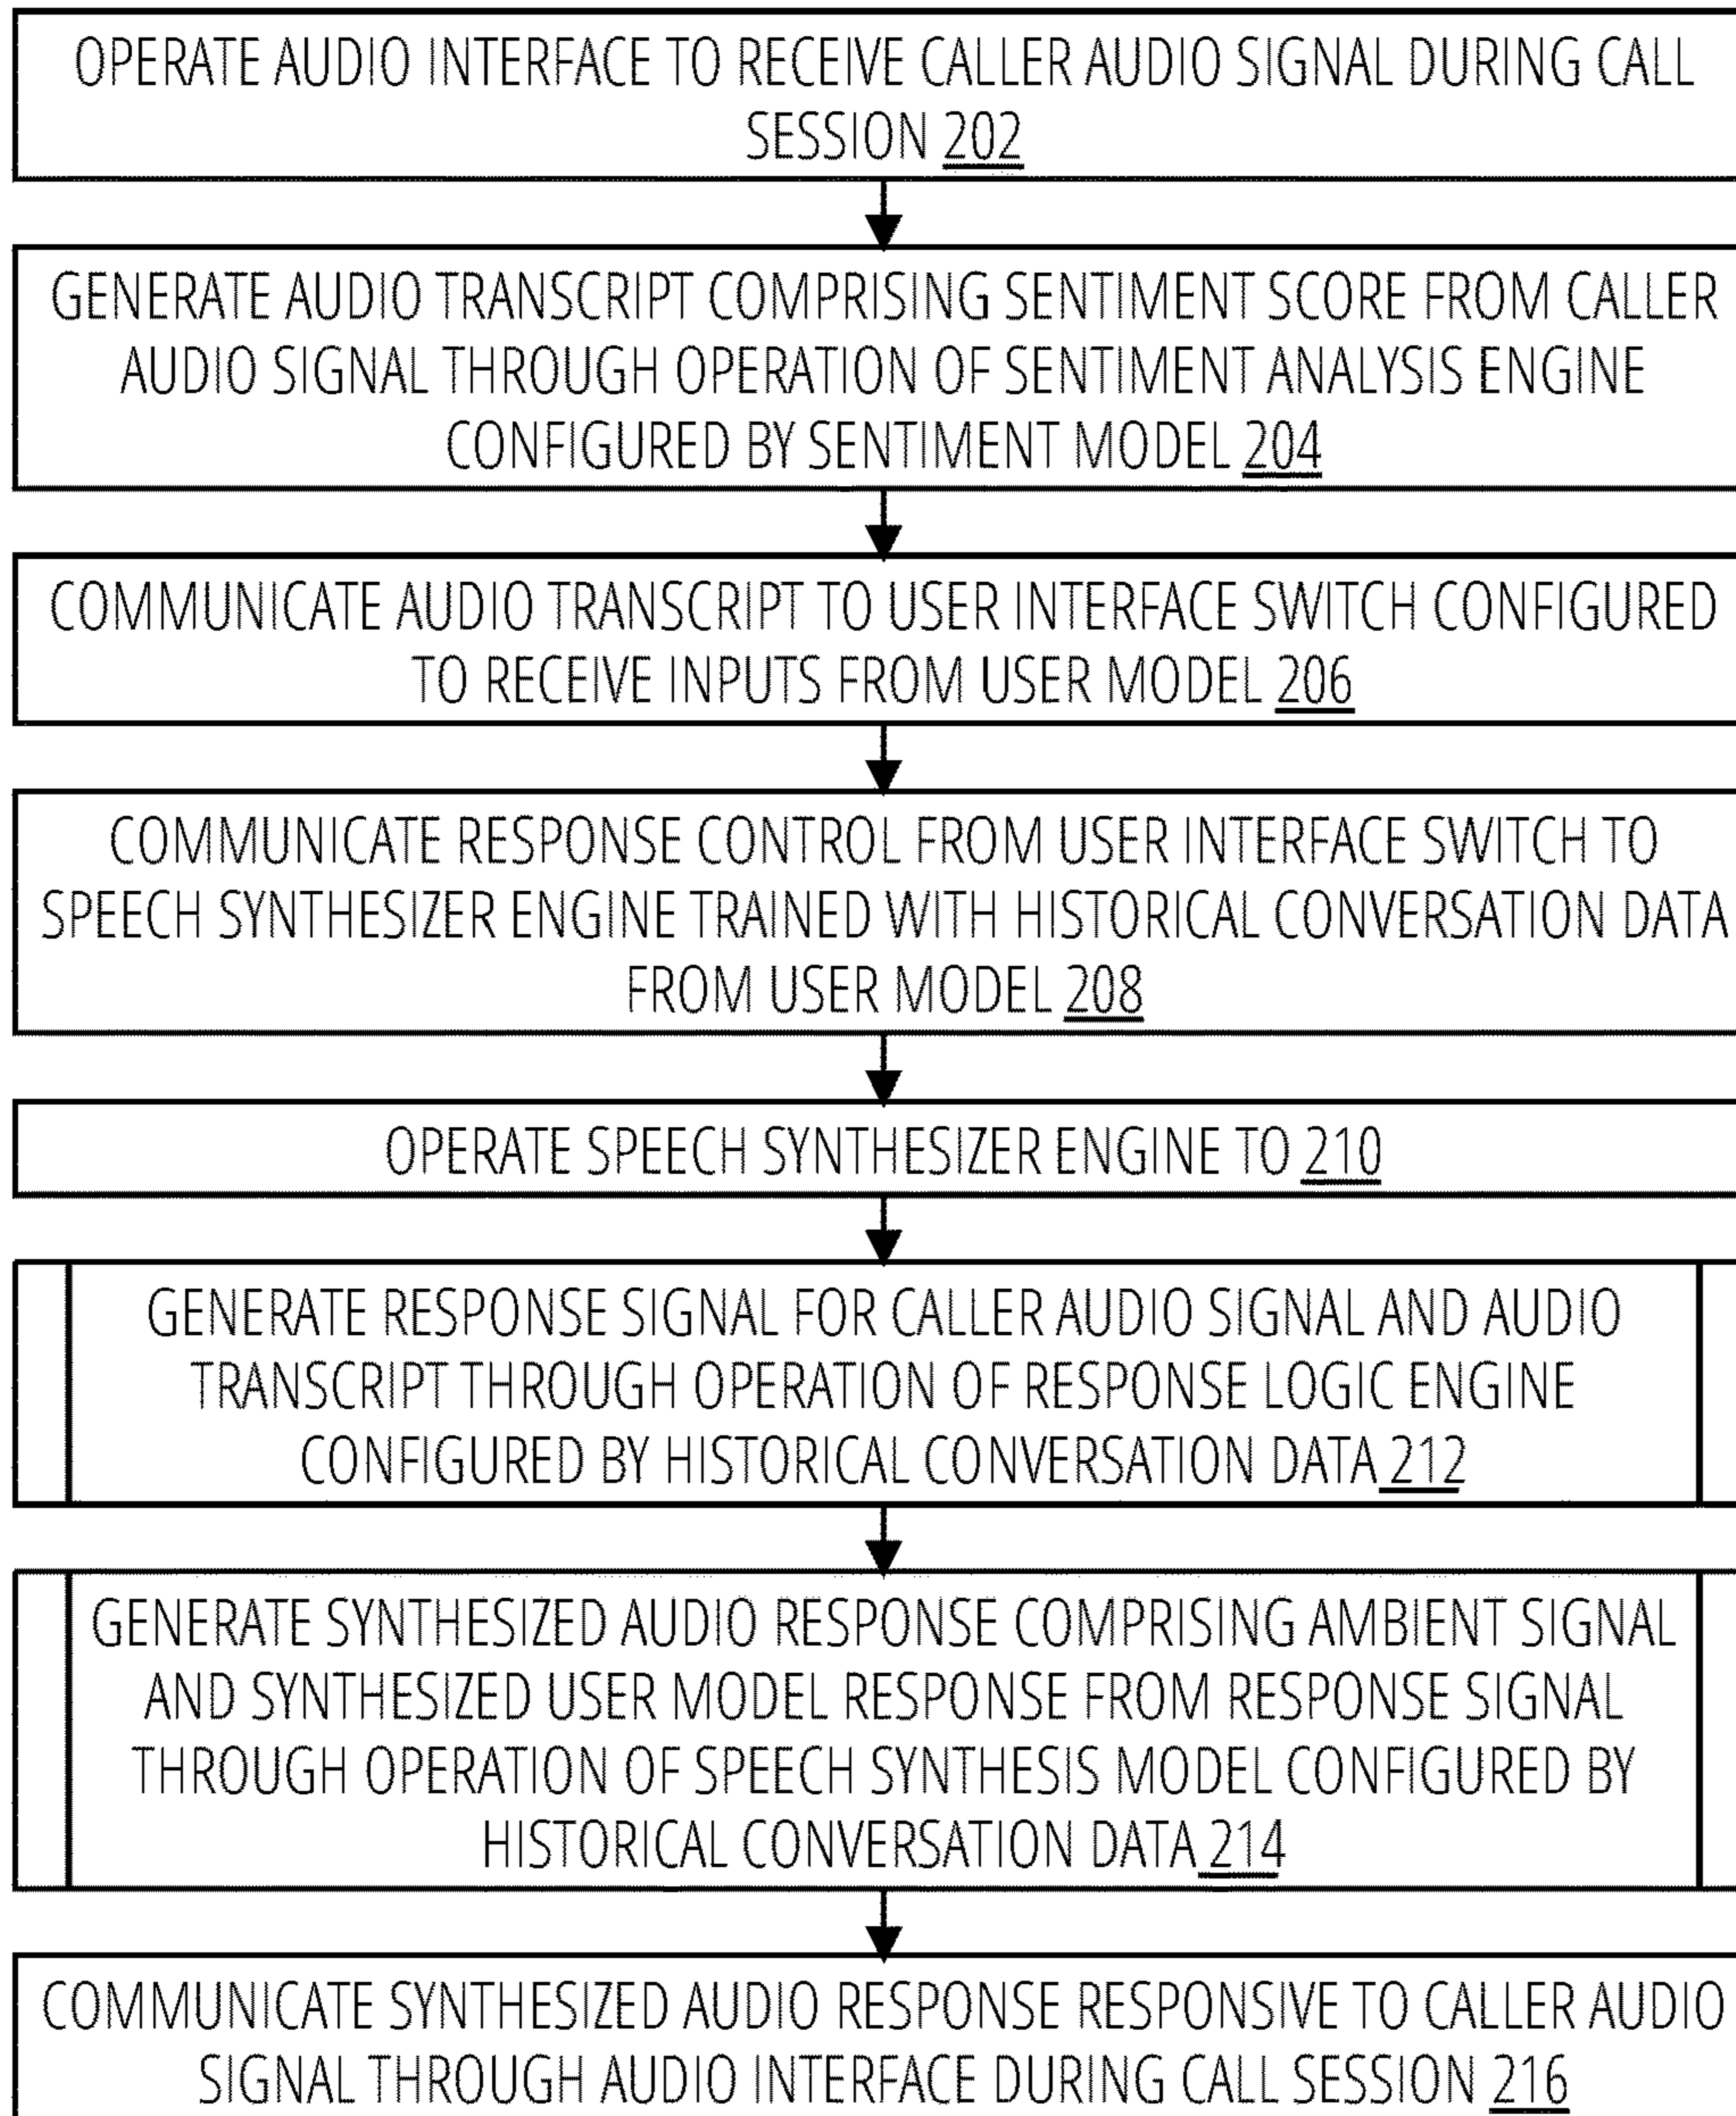 OPERATE AUDIO INTERFACE TO RECEIVE CALLER AUDIO SIGNAL DURING CALL
SESSION 202
GENERATE AUDIO TRANSCRIPT COMPRISING SENTIMENT SCORE FROM CALLER
AUDIO SIGNAL THROUGH OPERATION OF SENTIMENT ANALYSIS ENGINE
CONFIGURED BY SENTIMENT MODEL 204
COMMUNICATE AUDIO TRANSCRIPT TO USER INTERFACE SWITCH CONFIGURED
TO RECEIVE INPUTS FROM USER MODEL 206
COMMUNICATE RESPONSE CONTROL FROM USER INTERFACE SWITCH TO
SPEECH SYNTHESIZER ENGINE TRAINED WITH HISTORICAL CONVERSATION DATA
FROM USER MODEL 208
OPERATE SPEECH SYNTHESIZER ENGINE TO 210
GENERATE RESPONSE SIGNAL FOR CALLER AUDIO SIGNAL AND AUDIO
TRANSCRIPT THROUGH OPERATION OF RESPONSE LOGIC ENGINE
CONFIGURED BY HISTORICAL CONVERSATION DATA 212
GENERATE SYNTHESIZED AUDIO RESPONSE COMPRISING AMBIENT SIGNAL
AND SYNTHESIZED USER MODEL RESPONSE FROM RESPONSE SIGNAL
THROUGH OPERATION OF SPEECH SYNTHESIS MODEL CONFIGURED BY
HISTORICAL CONVERSATION DATA 214
COMMUNICATE SYNTHESIZED AUDIO RESPONSE RESPONSIVE TO CALLER AUDIO
SIGNAL THROUGH AUDIO INTERFACE DURING CALL SESSION 216